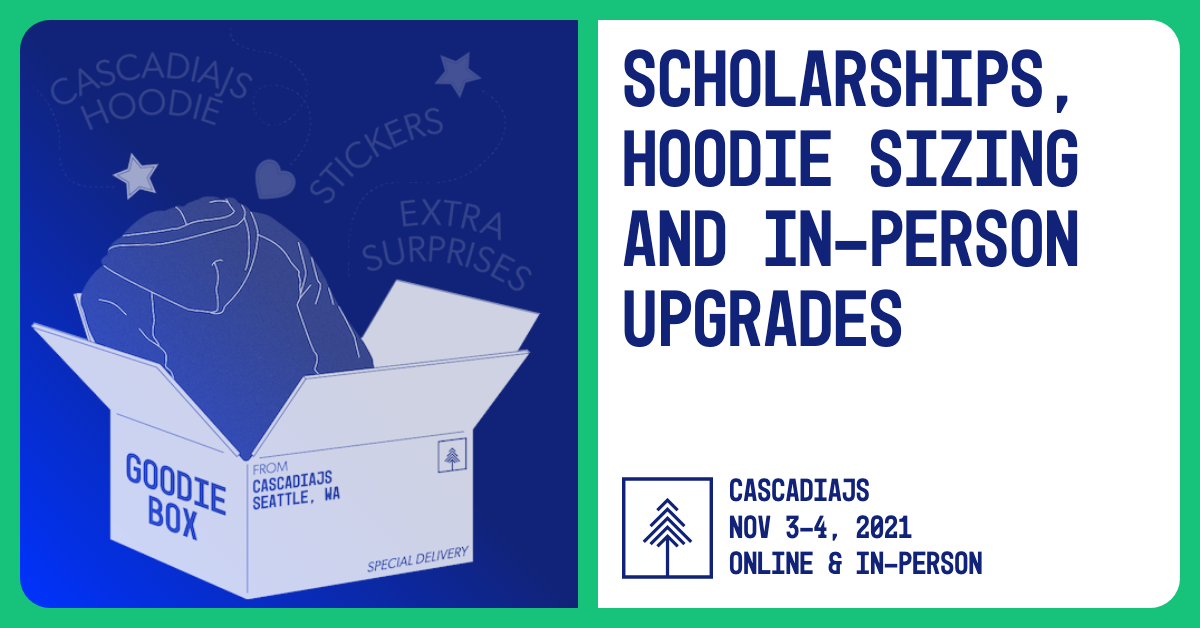 CASCADIAJS
HOODIE
STICKERS
EXTRA
SURPRISES
GOODIE
BOX
FROM
CASCADIAJS
SEATTLE, WA
SPECIAL DELIVERY
SCHOLARSHIPS,
HOODIE SIZING
AND IN-PERSON
UPGRADES
CASCADIAJS
NOV 3-4, 2021
ONLINE & IN-PERSON